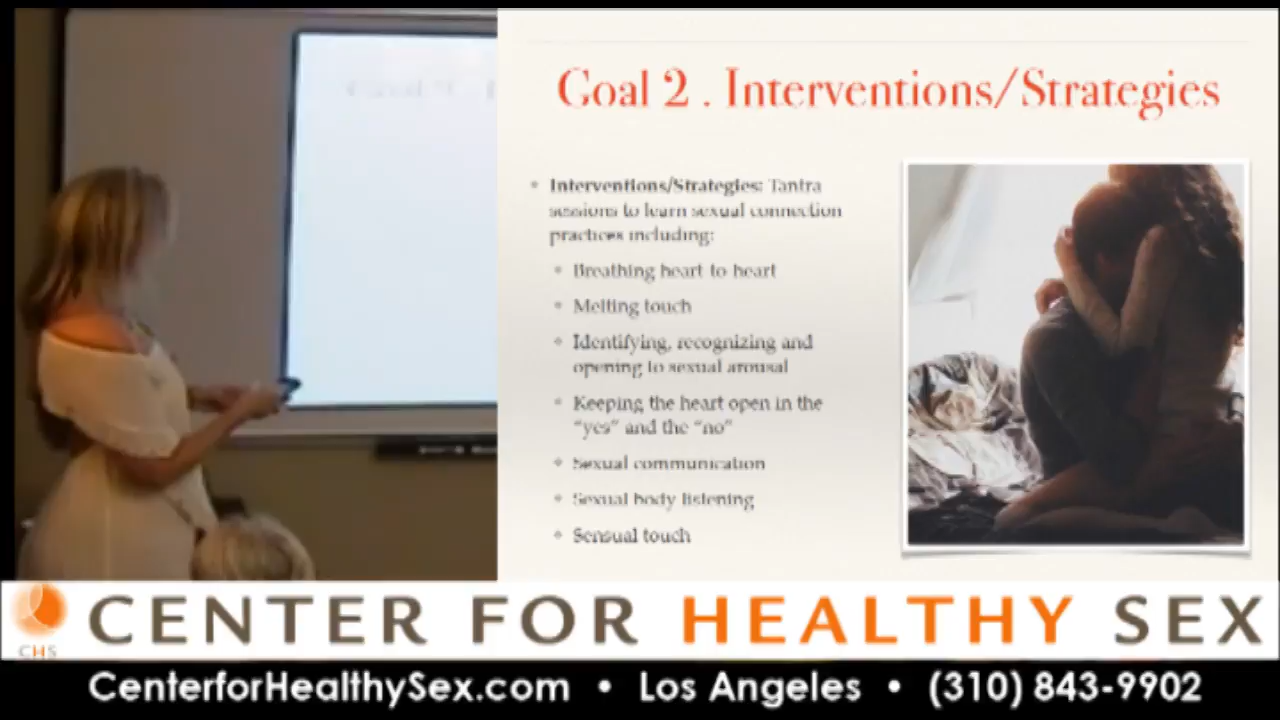 Goal 2 . Interventions/Strategies
Interventions/Strategies: Tantra
sessions to learn sexual connection
practices including:
Breathing heart to heart
Melting touch
Identifying, recognizing and
opening to sexual arousal
Keeping the heart open in the
“yes” and the “no”
Sexual communication
Sexual body listening
Sensual touch
CENTER FOR HEALTHY SEX
CHS
CenterforHealthySex.com • Los Angeles • (310) 843-9902